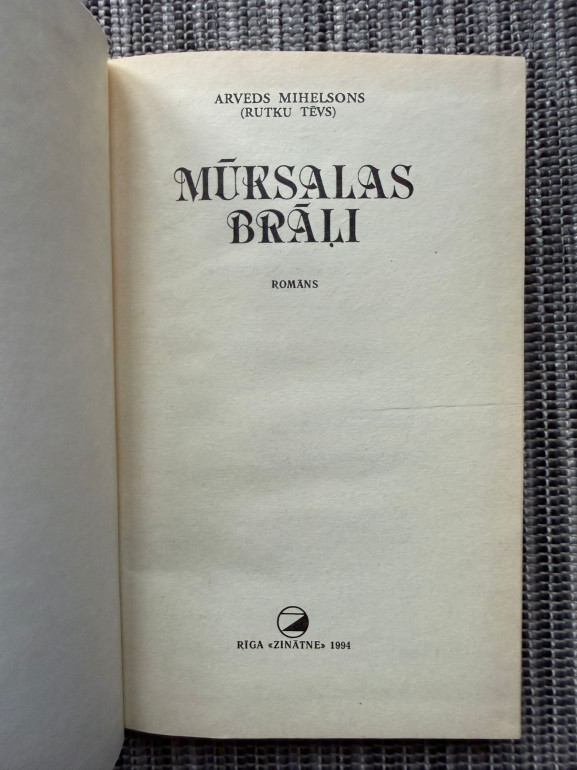 ARVEDS MIHELSONS
(RUTKU TĒVS)
MŪKSALAS
BRĀĻI
ROMĀNS
RĪGA «ZINĀTNE» 1994